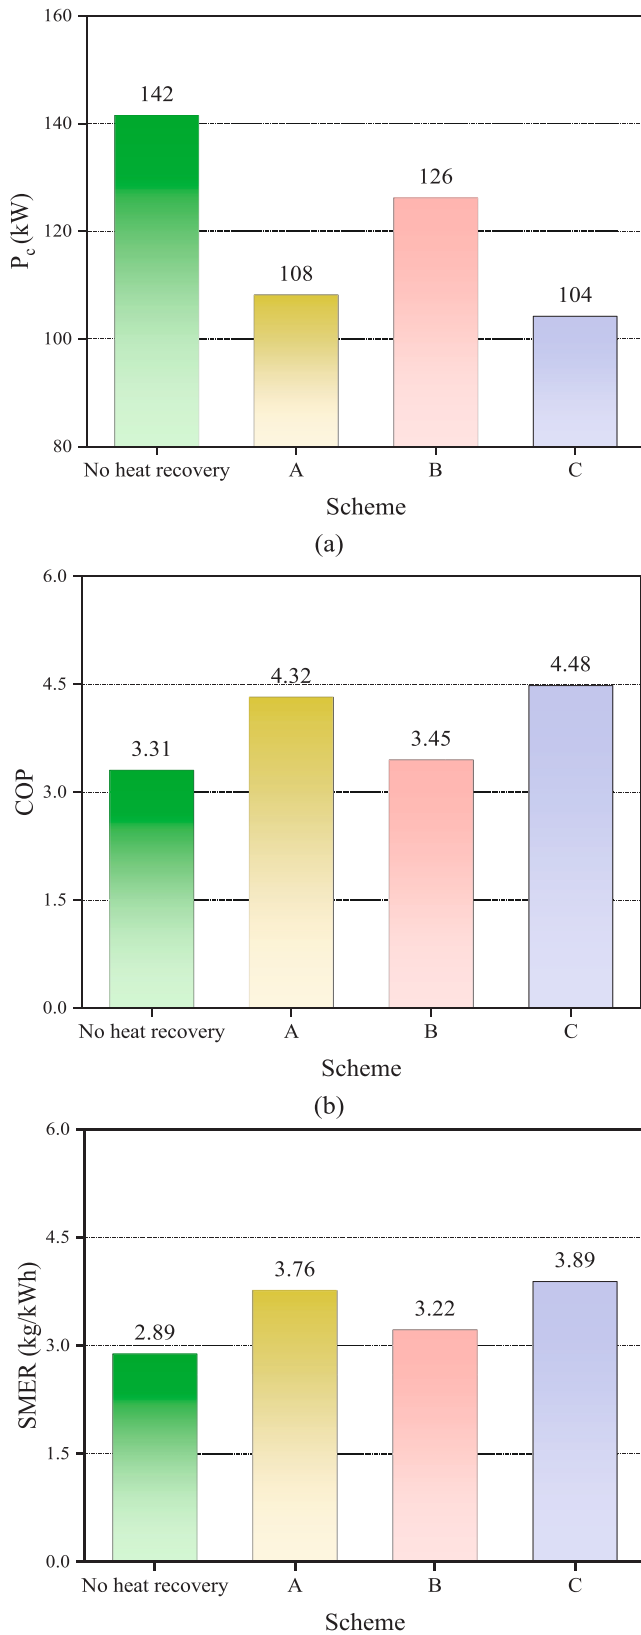 160
142
140
126
120
108
104
100
80
P_c (kW)
No heat recovery A B C
Scheme
(a)
6.0
4.48
4.5
4.32
3.45
3.31
3.0
1.5
0.0
COP
No heat recovery A B C
Scheme
(b)
6.0
4.5
3.89
3.76
3.22
3.0
2.89
1.5
0.0
SMER (kg/kWh)
No heat recovery A B C
Scheme